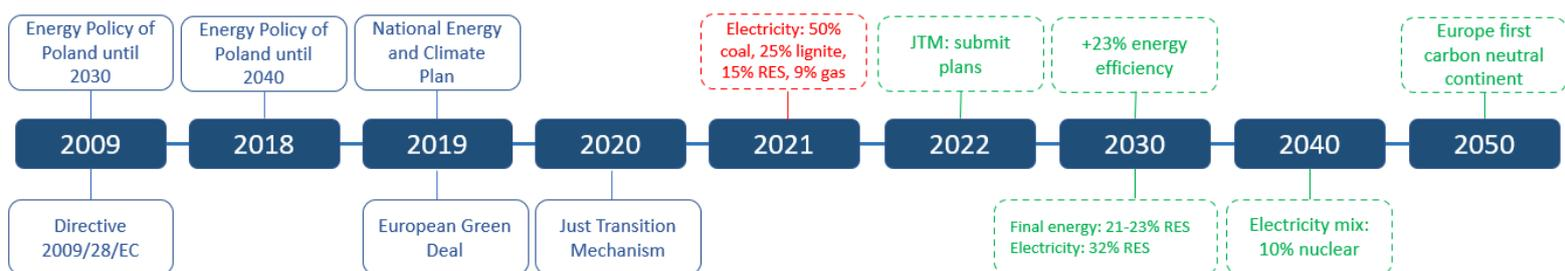 Energy Policy of
Poland until
2030
Energy Policy of
Poland until
2040
National Energy
and Climate
Plan
Electricity: 50%
coal, 25% lignite,
15% RES, 9% gas
JTM: submit
plans
+23% energy
efficiency
Europe first
carbon neutral
continent
2009
2018
2019
2020
2021
2022
2030
2040
2050
Directive
2009/28/EC
European Green
Deal
Just Transition
Mechanism
Final energy: 21-23% RES
Electricity: 32% RES
Electricity mix:
10% nuclear